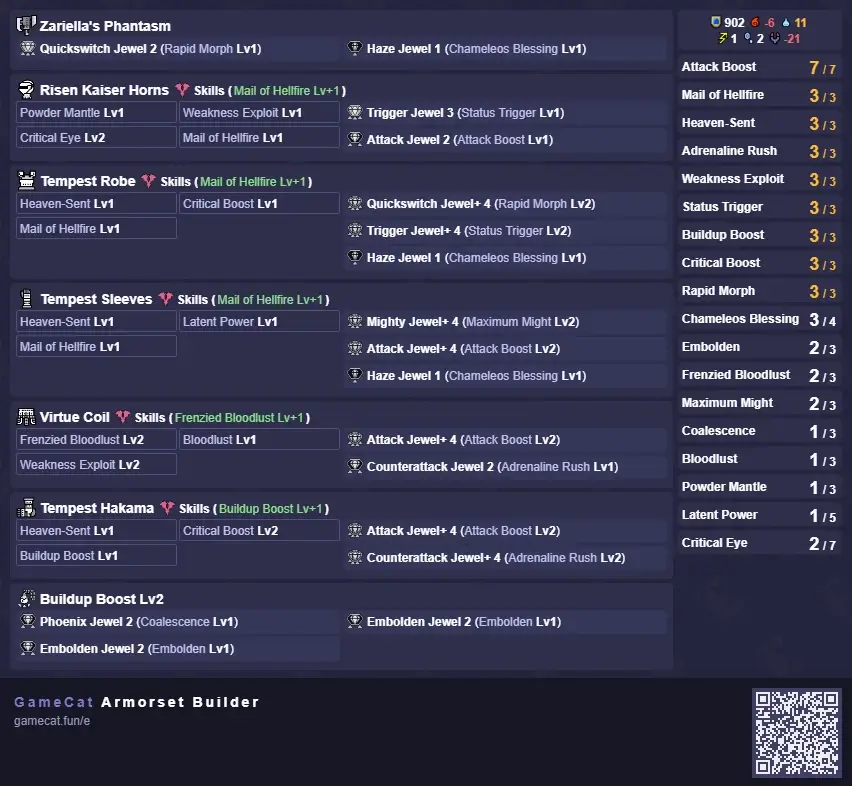 Zariella's Phantasm
Quickswitch Jewel 2 (Rapid Morph Lv1)
Haze Jewel 1 (Chameleos Blessing Lv1)
Risen Kaiser Horns Skills (Mail of Hellfire Lv+1)
Powder Mantle Lv1
Weakness Exploit Lv1
Critical Eye Lv2
Mail of Hellfire Lv1
Trigger Jewel 3 (Status Trigger Lv1)
Attack Jewel 2 (Attack Boost Lv1)
Tempest Robe Skills (Mail of Hellfire Lv+1)
Heaven-Sent Lv1
Critical Boost Lv1
Mail of Hellfire Lv1
Quickswitch Jewel+ 4 (Rapid Morph Lv2)
Trigger Jewel+ 4 (Status Trigger Lv2)
Haze Jewel 1 (Chameleos Blessing Lv1)
Tempest Sleeves Skills (Mail of Hellfire Lv+1)
Heaven-Sent Lv1
Latent Power Lv1
Mail of Hellfire Lv1
Mighty Jewel+ 4 (Maximum Might Lv2)
Attack Jewel+ 4 (Attack Boost Lv2)
Haze Jewel 1 (Chameleos Blessing Lv1)
Virtue Coil Skills (Frenzied Bloodlust Lv+1)
Frenzied Bloodlust Lv2
Bloodlust Lv1
Weakness Exploit Lv2
Attack Jewel+ 4 (Attack Boost Lv2)
Counterattack Jewel 2 (Adrenaline Rush Lv1)
Tempest Hakama Skills (Buildup Boost Lv+1)
Heaven-Sent Lv1
Critical Boost Lv2
Buildup Boost Lv1
Attack Jewel+ 4 (Attack Boost Lv2)
Counterattack Jewel+ 4 (Adrenaline Rush Lv2)
Buildup Boost Lv2
Phoenix Jewel 2 (Coalescence Lv1)
Embolden Jewel 2 (Embolden Lv1)
Embolden Jewel 2 (Embolden Lv1)
902 -6 11
1 2 -21
Attack Boost 7 / 7
Mail of Hellfire 3 / 3
Heaven-Sent 3 / 3
Adrenaline Rush 3 / 3
Weakness Exploit 3 / 3
Status Trigger 3 / 3
Buildup Boost 3 / 3
Critical Boost 3 / 3
Rapid Morph 3 / 3
Chameleos Blessing 3 / 4
Embolden 2 / 3
Frenzied Bloodlust 2 / 3
Maximum Might 2 / 3
Coalescence 1 / 3
Bloodlust 1 / 3
Powder Mantle 1 / 3
Latent Power 1 / 5
Critical Eye 2 / 7
GameCat Armorset Builder
gamecat.fun/e